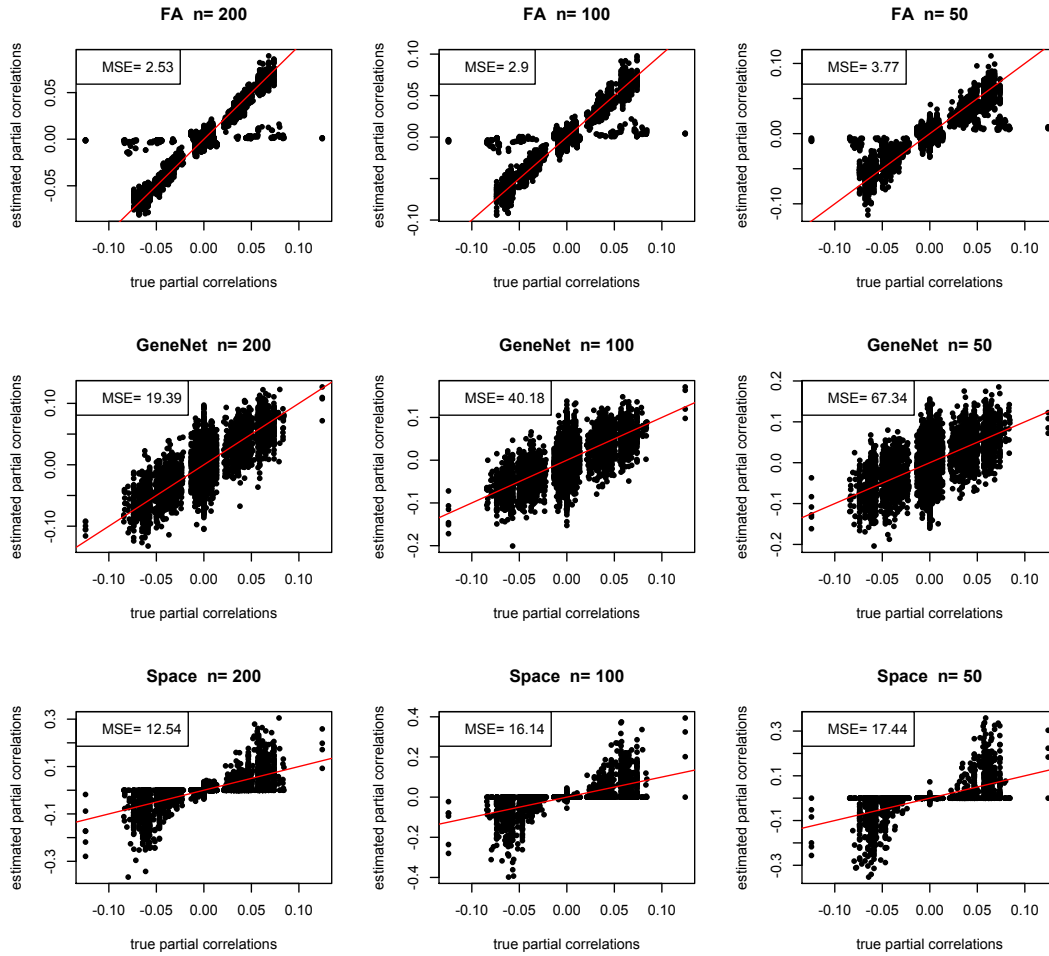 FA n= 200
estimated partial correlations
0.05
0.00
-0.05
MSE= 2.53
-0.10 -0.05 0.00 0.05 0.10
true partial correlations
FA n= 100
estimated partial correlations
0.10
0.05
0.00
-0.10
MSE= 2.9
-0.10 -0.05 0.00 0.05 0.10
true partial correlations
FA n= 50
estimated partial correlations
0.10
0.00
-0.10
MSE= 3.77
-0.10 -0.05 0.00 0.05 0.10
true partial correlations
GeneNet n= 200
estimated partial correlations
0.10
0.00
-0.10
MSE= 19.39
-0.10 -0.05 0.00 0.05 0.10
true partial correlations
GeneNet n= 100
estimated partial correlations
0.1
0.0
-0.1
-0.2
MSE= 40.18
-0.10 -0.05 0.00 0.05 0.10
true partial correlations
GeneNet n= 50
estimated partial correlations
0.2
0.1
0.0
-0.1
-0.2
MSE= 67.34
-0.10 -0.05 0.00 0.05 0.10
true partial correlations
Space n= 200
estimated partial correlations
0.3
0.1
-0.1
-0.3
MSE= 12.54
-0.10 -0.05 0.00 0.05 0.10
true partial correlations
Space n= 100
estimated partial correlations
0.4
0.2
0.0
-0.2
-0.4
MSE= 16.14
-0.10 -0.05 0.00 0.05 0.10
true partial correlations
Space n= 50
estimated partial correlations
0.3
0.1
-0.1
-0.3
MSE= 17.44
-0.10 -0.05 0.00 0.05 0.10
true partial correlations